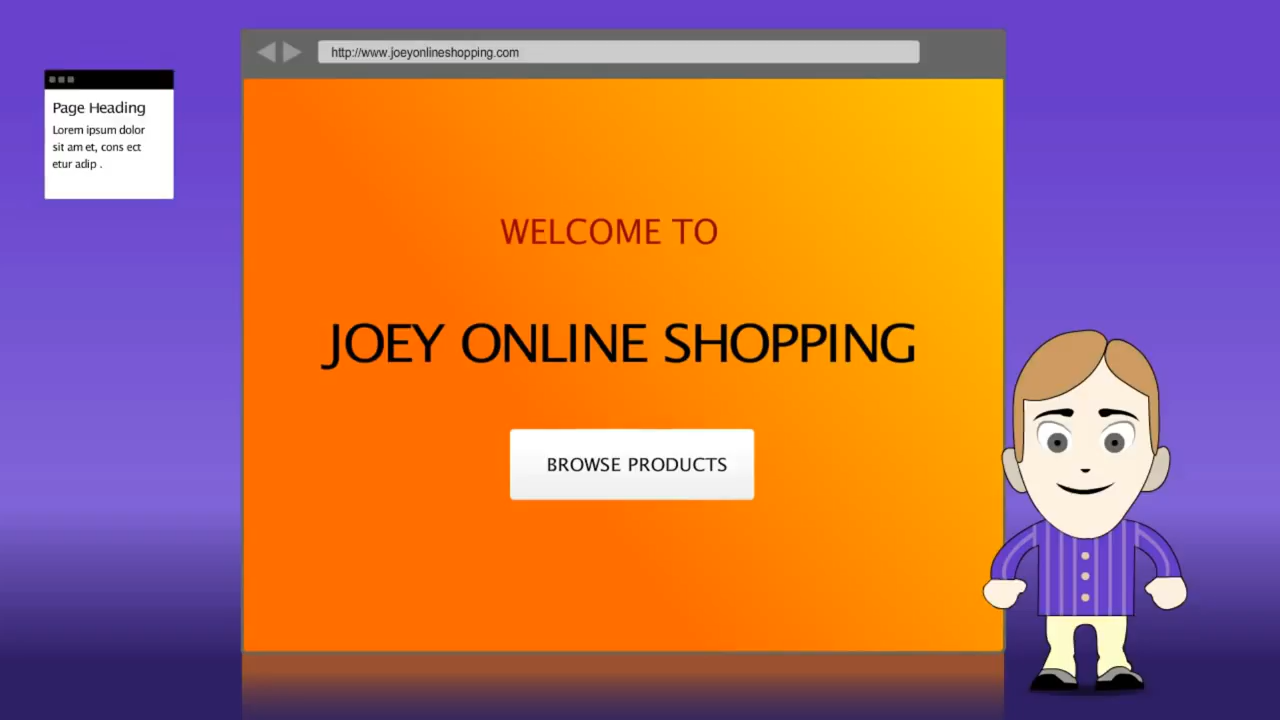 http://www.joeyonlineshopping.com
Page Heading
Lorem ipsum dolor
sit am et, cons ect
etur adip .
WELCOME TO
JOEY ONLINE SHOPPING
BROWSE PRODUCTS